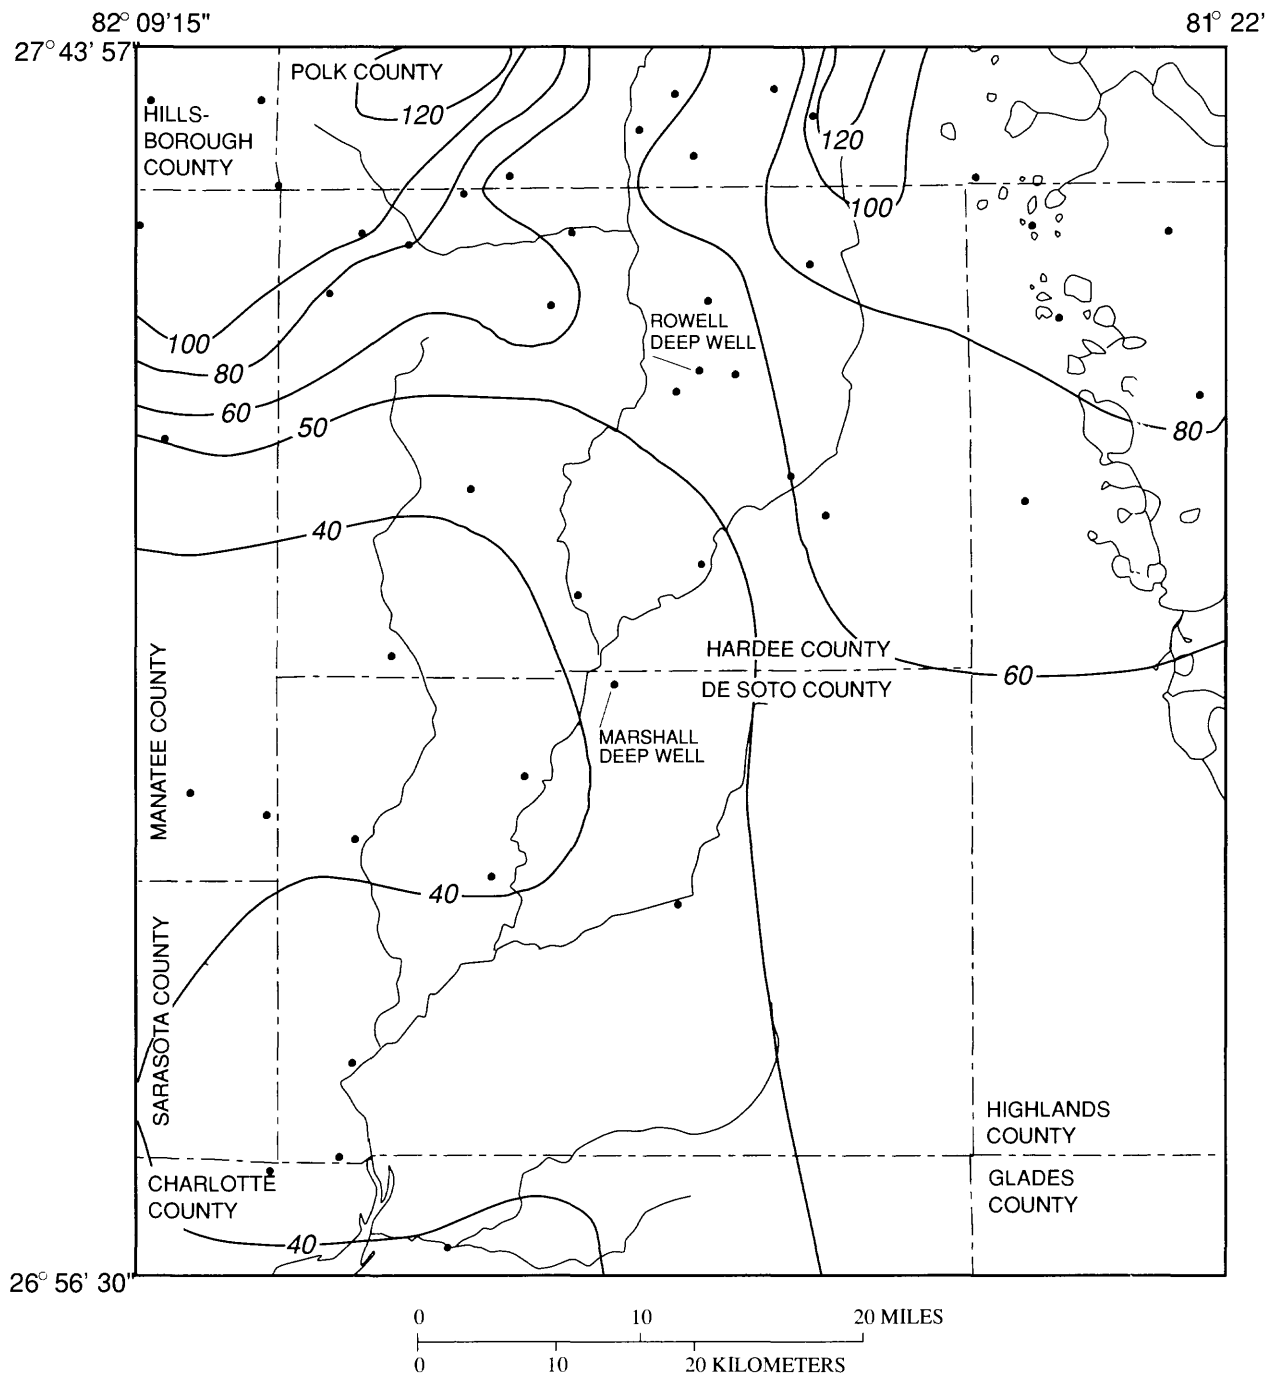 82° 09'15"
81° 22'
27° 43' 57"
POLK COUNTY
120
HILLS-
BOROUGH
COUNTY
120
100
100
80
60
50
ROWELL
DEEP WELL
80
40
HARDEE COUNTY
60
DE SOTO COUNTY
MANATEE COUNTY
MARSHALL
DEEP WELL
40
SARASOTA COUNTY
HIGHLANDS
COUNTY
CHARLOTTE
COUNTY
GLADES
COUNTY
40
26° 56' 30"
0 10 20 MILES
0 10 20 KILOMETERS